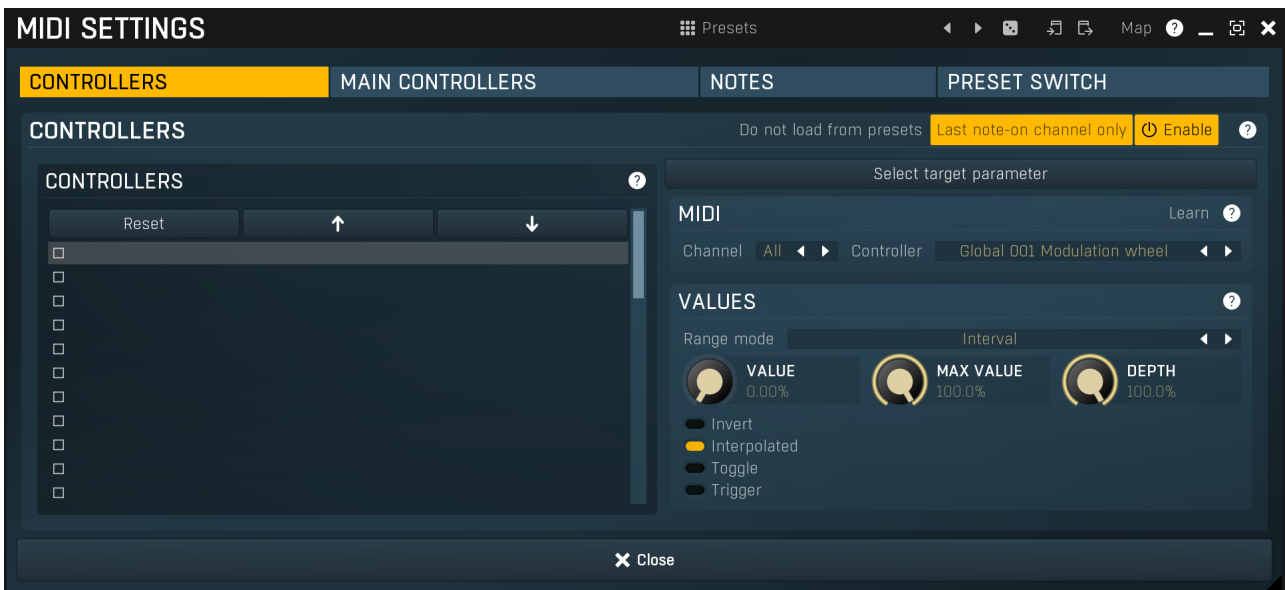 MIDI SETTINGS
Presets
Map ?
CONTROLLERS MAIN CONTROLLERS NOTES PRESET SWITCH
CONTROLLERS
Do not load from presets Last note-on channel only Enable ?
CONTROLLERS ?
Reset
Select target parameter
MIDI
Learn ?
Channel All Controller Global 001 Modulation wheel
VALUES ?
Range mode Interval
VALUE
0.00%
MAX VALUE
100.0%
DEPTH
100.0%
Invert
Interpolated
Toggle
Trigger
Close